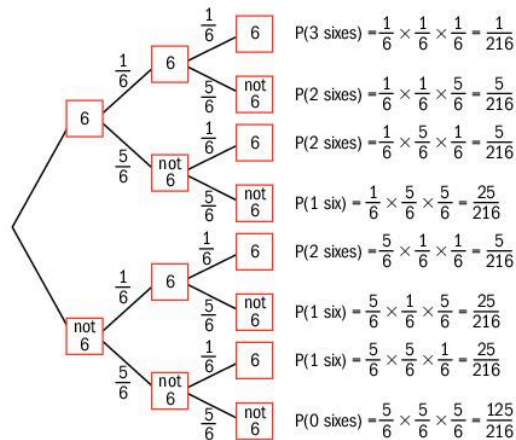 1/6 6 P(3 sixes) = 1/6 × 1/6 × 1/6 = 1/216
1/6 6
5/6 not 6 P(2 sixes) = 1/6 × 1/6 × 5/6 = 5/216
6
1/6 6 P(2 sixes) = 1/6 × 5/6 × 1/6 = 5/216
5/6 not 6
5/6 not 6 P(1 six) = 1/6 × 5/6 × 5/6 = 25/216
1/6 6 P(2 sixes) = 5/6 × 1/6 × 1/6 = 5/216
1/6 6
5/6 not 6 P(1 six) = 5/6 × 1/6 × 5/6 = 25/216
not 6
1/6 6 P(1 six) = 5/6 × 5/6 × 1/6 = 25/216
5/6 not 6
5/6 not 6 P(0 sixes) = 5/6 × 5/6 × 5/6 = 125/216